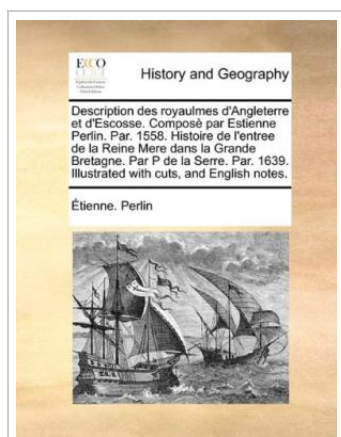 ECCO
History and Geography
Description des royaulmes d'Angleterre
et d'Escosse. Composè par Estienne
Perlin. Par. 1558. Histoire de l'entree
de la Reine Mere dans la Grande
Bretagne. Par P de la Serre. Par. 1639.
Illustrated with cuts, and English notes.
Étienne. Perlin